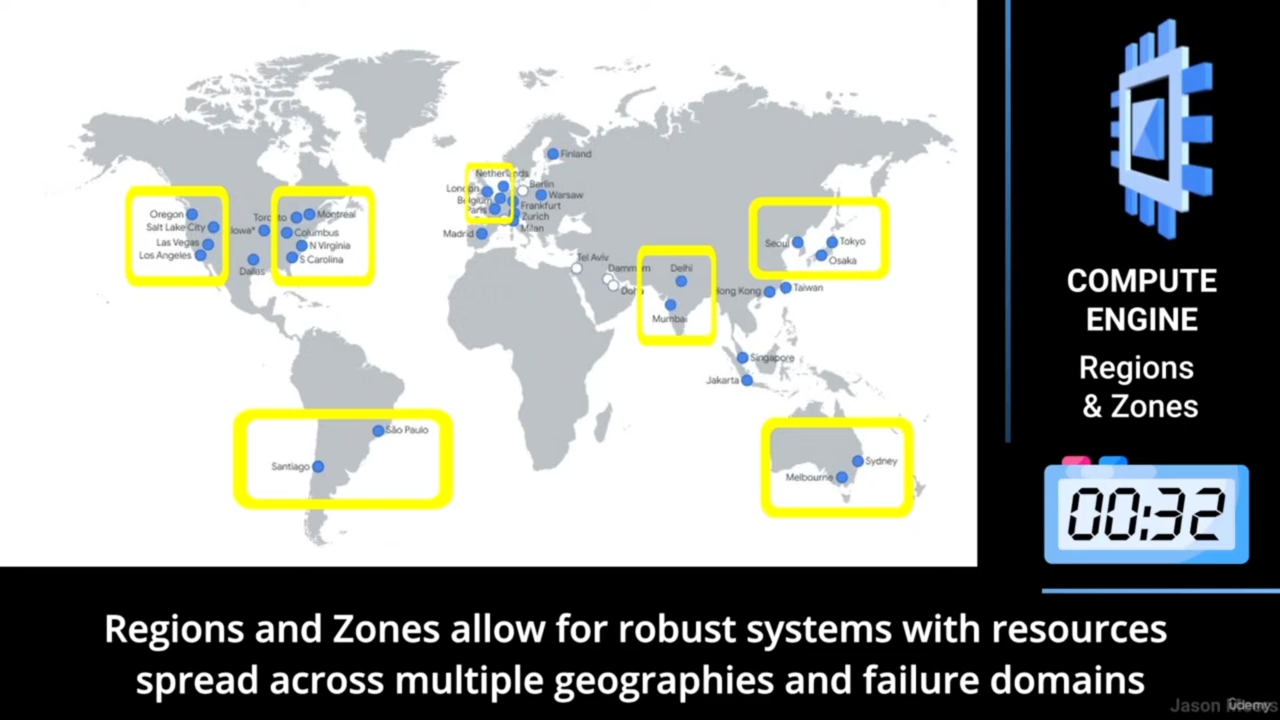 Finland
Netherlands
Berlin
London
Warsaw
Belgium
Frankfurt
Paris
Zurich
Milan
Madrid
Oregon
Toronto
Montréal
Salt Lake City
Iowa*
Columbus
Las Vegas
N Virginia
Los Angeles
S Carolina
Dallas
Tel Aviv
Dammam
Doha
Delhi
Mumbai
Seoul
Tokyo
Osaka
Hong Kong
Taiwan
Singapore
Jakarta
São Paulo
Santiago
Sydney
Melbourne
COMPUTE
ENGINE
Regions
& Zones
00:32
Regions and Zones allow for robust systems with resources
spread across multiple geographies and failure domains
Jason
ûdemy